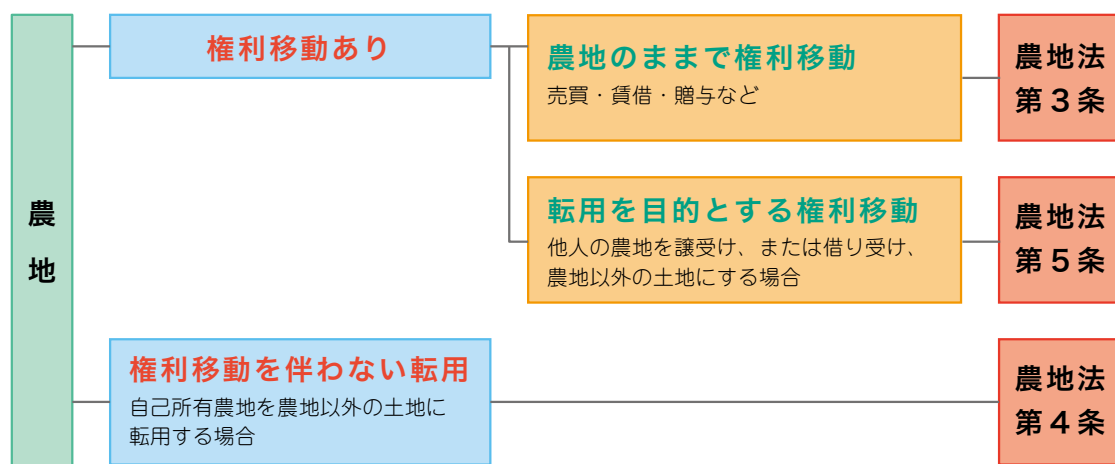 農地
権利移動あり
農地のままで権利移動
売買・賃借・贈与など
農地法
第３条
転用を目的とする権利移動
他人の農地を譲受け、または借り受け、
農地以外の土地にする場合
農地法
第５条
権利移動を伴わない転用
自己所有農地を農地以外の土地に
転用する場合
農地法
第４条